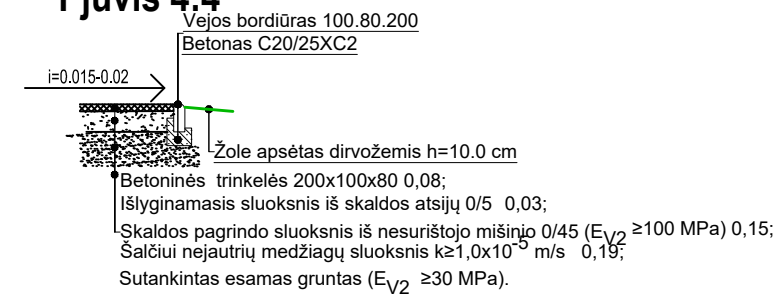 Pjūvis 4.4
Vejos bordiūras 100.80.200
Betonas C20/25XC2
i=0.015-0.02
Žole apsėtas dirvožemis h=10.0 cm
Betoninės trinkelės 200x100x80 0,08;
Išlyginamasis sluoksnis iš skaldos atsijų 0/5 0,03;
Skaldos pagrindo sluoksnis iš nesurištojo mišinio 0/45 (EV2 ≥100 MPa) 0,15;
Šalčiui nejautrių medžiagų sluoksnis k≥1,0x10-5 m/s 0,19;
Sutankintas esamas gruntas (EV2 ≥30 MPa).